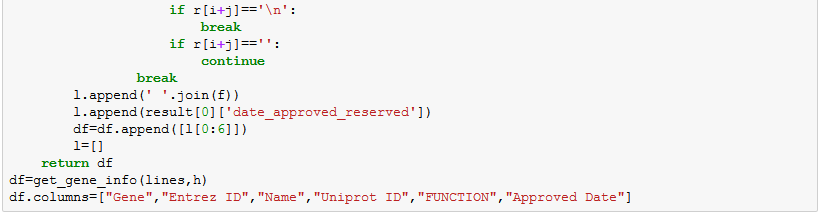 if r[i+j]=='\n':
break
if r[i+j]=='':
continue
break
l.append(' '.join(f))
l.append(result[0]['date_approved_reserved'])
df=df.append([l[0:6]])
l=[]
return df
df=get_gene_info(lines,h)
df.columns=["Gene","Entrez ID","Name","Uniprot ID","FUNCTION","Approved Date"]